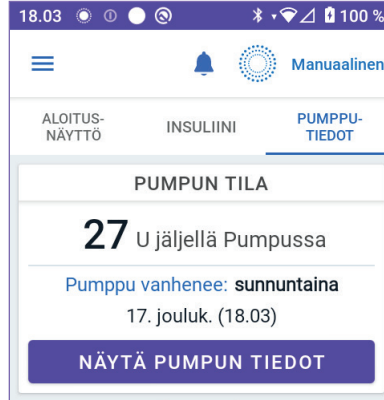 18.03 100 %
Manuaalinen
ALOITUS-
NÄYTTÖ
INSULIINI
PUMPPU-
TIEDOT
PUMPUN TILA
27 U jäljellä Pumpussa
Pumppu vanhenee: sunnuntaina
17. jouluk. (18.03)
NÄYTÄ PUMPUN TIEDOT